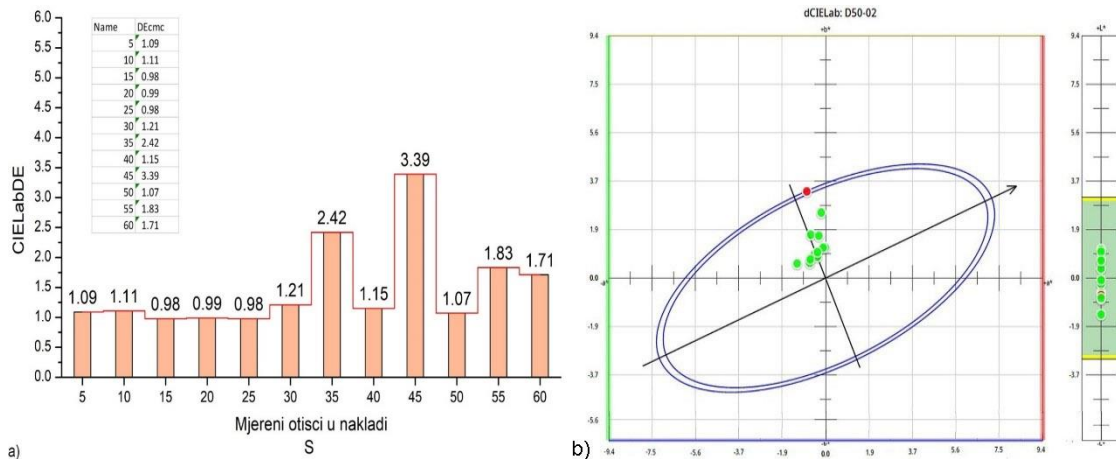 6.0
5.5
5.0
4.5
4.0
3.5
3.0
2.5
2.0
1.5
1.0
0.5
0.0
CIELabDE
Name DEcmc
5 1.09
10 1.11
15 0.98
20 0.99
25 0.98
30 1.21
35 2.42
40 1.15
45 3.39
50 1.07
55 1.83
60 1.71
1.09 1.11 0.98 0.99 0.98 1.21 2.42 1.15 3.39 1.07 1.83 1.71
5 10 15 20 25 30 35 40 45 50 55 60
Mjereni otisci u nakladi
S
a)
dCIELab: D50-02
+b*
9.4
7.5
5.6
3.7
1.9
0.0
-1.9
-3.7
-5.6
-a*
+a*
-b*
-9.4 -7.5 -5.6 -3.7 -1.9 0.0 1.9 3.7 5.6 7.5 9.4
b)
+L*
9.4
7.5
5.6
3.7
1.9
0.0
-1.9
-3.7
-5.6
-L*
0.0